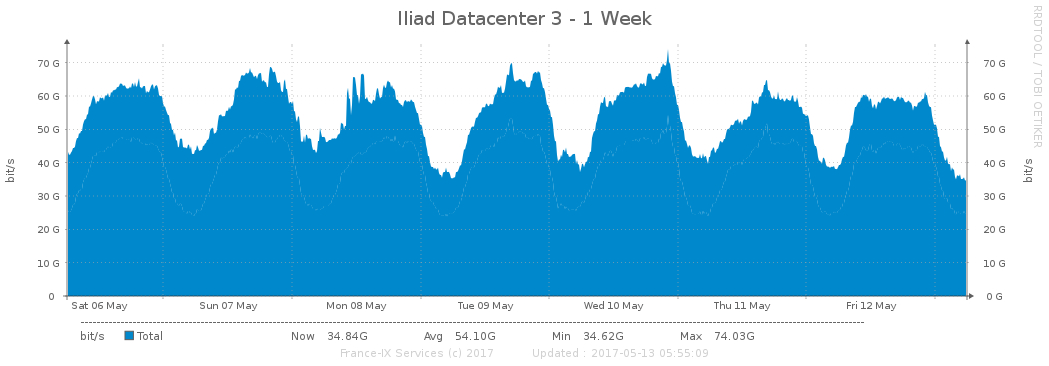 Iliad Datacenter 3 - 1 Week
RRDTOOL / TOBI OETIKER
bit/s
bit/s
70 G 70 G
60 G 60 G
50 G 50 G
40 G 40 G
30 G 30 G
20 G 20 G
10 G 10 G
0 0 G
Sat 06 May Sun 07 May Mon 08 May Tue 09 May Wed 10 May Thu 11 May Fri 12 May
bit/s Total Now 34.84G Avg 54.10G Min 34.62G Max 74.03G
France-IX Services (c) 2017 Updated : 2017-05-13 05:55:09